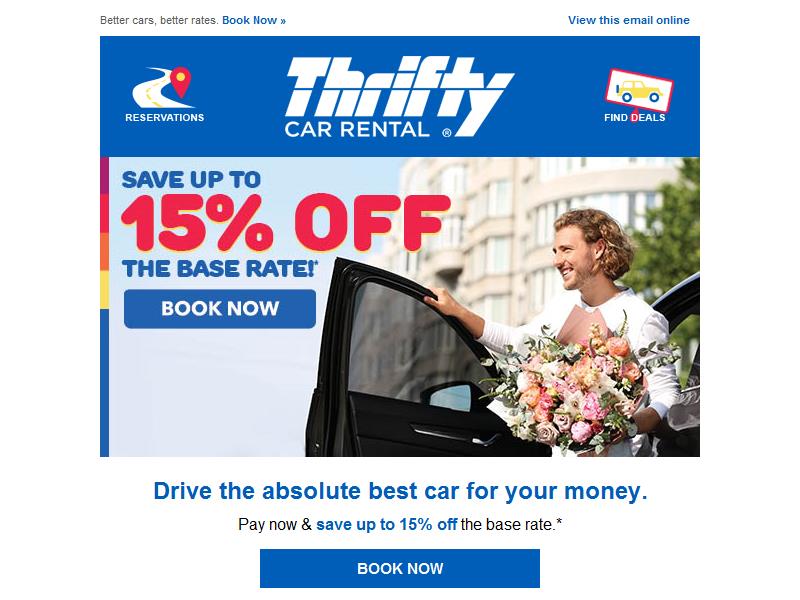 Better cars, better rates. Book Now »
View this email online
RESERVATIONS
Thrifty
CAR RENTAL ®
FIND DEALS
SAVE UP TO
15% OFF
THE BASE RATE!*
BOOK NOW
Drive the absolute best car for your money.
Pay now & save up to 15% off the base rate.*
BOOK NOW